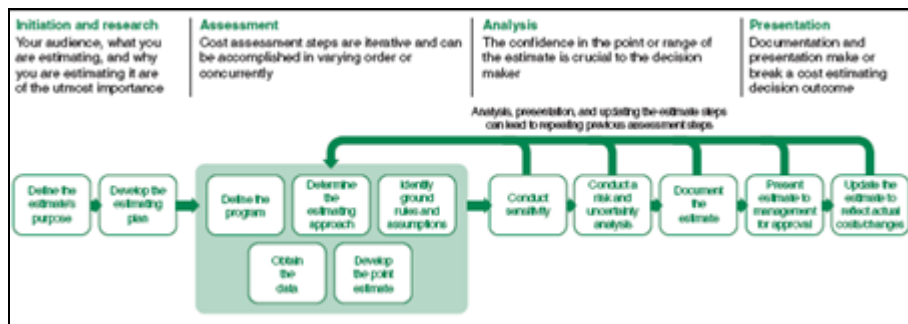 Initiation and research
Your audience, what you
are estimating, and why
you are estimating it are
of the utmost importance
Assessment
Cost assessment steps are iterative and can
be accomplished in varying order or
concurrently
Analysis
The confidence in the point or range of
the estimate is crucial to the decision
maker
Presentation
Documentation and
presentation make or
break a cost estimating
decision outcome
Analysis, presentation, and updating the estimate steps
can lead to repeating previous assessment steps
Define the
estimate's
purpose
Develop the
estimating
plan
Define the
program
Determine
the
estimating
approach
Identify
ground
rules and
assumptions
Obtain
the
data
Develop
the point
estimate
Conduct
sensitivity
Conduct a
risk and
uncertainty
analysis
Document
the
estimate
Present
estimate to
management
for approval
Update the
estimate to
reflect actual
costs/changes